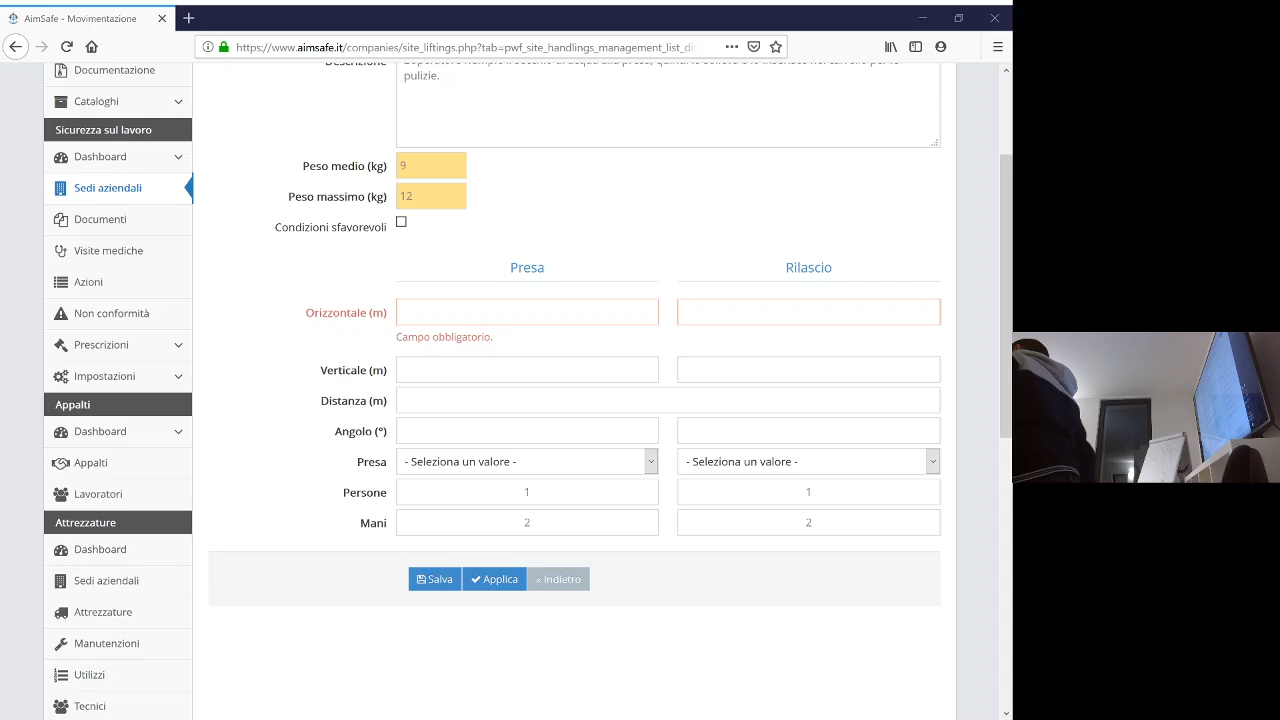 AimSafe - Movimentazione
https://www.aimsafe.it/companies/site_liftings.php?tab=pwf_site_handlings_management_list_dis
Documentazione
Cataloghi
Sicurezza sul lavoro
Dashboard
Sedi aziendali
Documenti
Visite mediche
Azioni
Non conformità
Prescrizioni
Impostazioni
Appalti
Dashboard
Appalti
Lavoratori
Attrezzature
Dashboard
Sedi aziendali
Attrezzature
Manutenzioni
Utilizzi
Tecnici
Descrizione
pulizie.
Peso medio (kg) 9
Peso massimo (kg) 12
Condizioni sfavorevoli
Presa Rilascio
Orizzontale (m)
Campo obbligatorio.
Verticale (m)
Distanza (m)
Angolo (°)
Presa - Seleziona un valore - - Seleziona un valore -
Persone 1 1
Mani 2 2
Salva Applica « Indietro